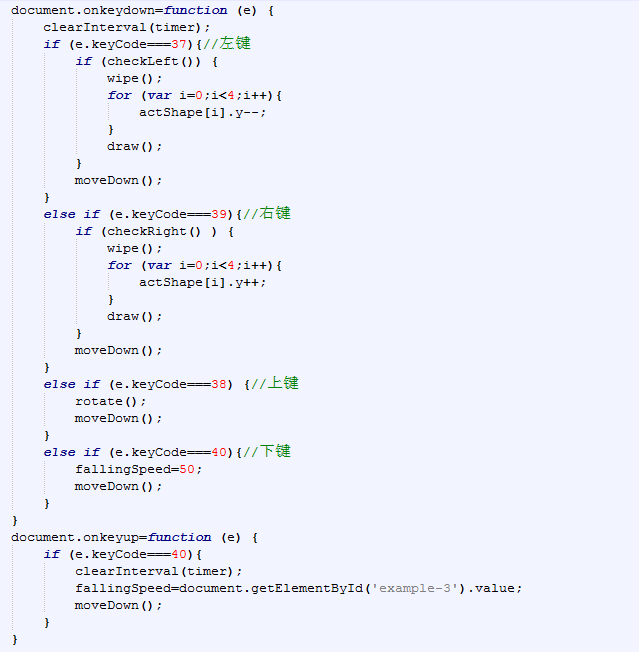 document.onkeydown=function (e) {
    clearInterval(timer);
    if (e.keyCode===37){//左键
        if (checkLeft()) {
            wipe();
            for (var i=0;i<4;i++){
                actShape[i].y--;
            }
            draw();
        }
        moveDown();
    }
    else if (e.keyCode===39){//右键
        if (checkRight() ) {
            wipe();
            for (var i=0;i<4;i++){
                actShape[i].y++;
            }
            draw();
        }
        moveDown();
    }
    else if (e.keyCode===38) {//上键
        rotate();
        moveDown();
    }
    else if (e.keyCode===40){//下键
        fallingSpeed=50;
        moveDown();
    }
}
document.onkeyup=function (e) {
    if (e.keyCode===40){
        clearInterval(timer);
        fallingSpeed=document.getElementById('example-3').value;
        moveDown();
    }
}